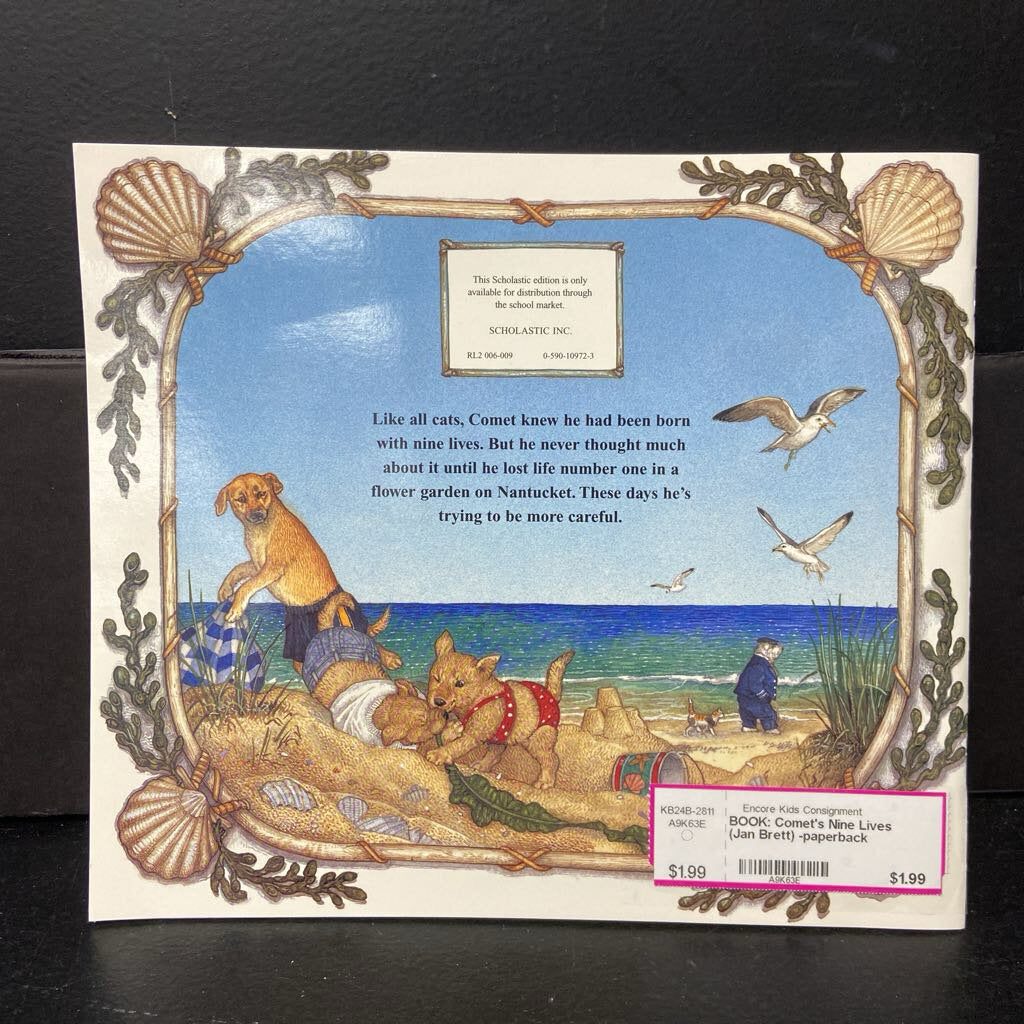 This Scholastic edition is only
available for distribution through
the school market.
SCHOLASTIC INC.
RL2 006-009 0-590-10972-3
Like all cats, Comet knew he had been born
with nine lives. But he never thought much
about it until he lost life number one in a
flower garden on Nantucket. These days he's
trying to be more careful.
KB24B-2811 Encore Kids Consignment
A9K63E BOOK: Comet's Nine Lives
(Jan Brett) -paperback
$1.99 $1.99
A9K63E